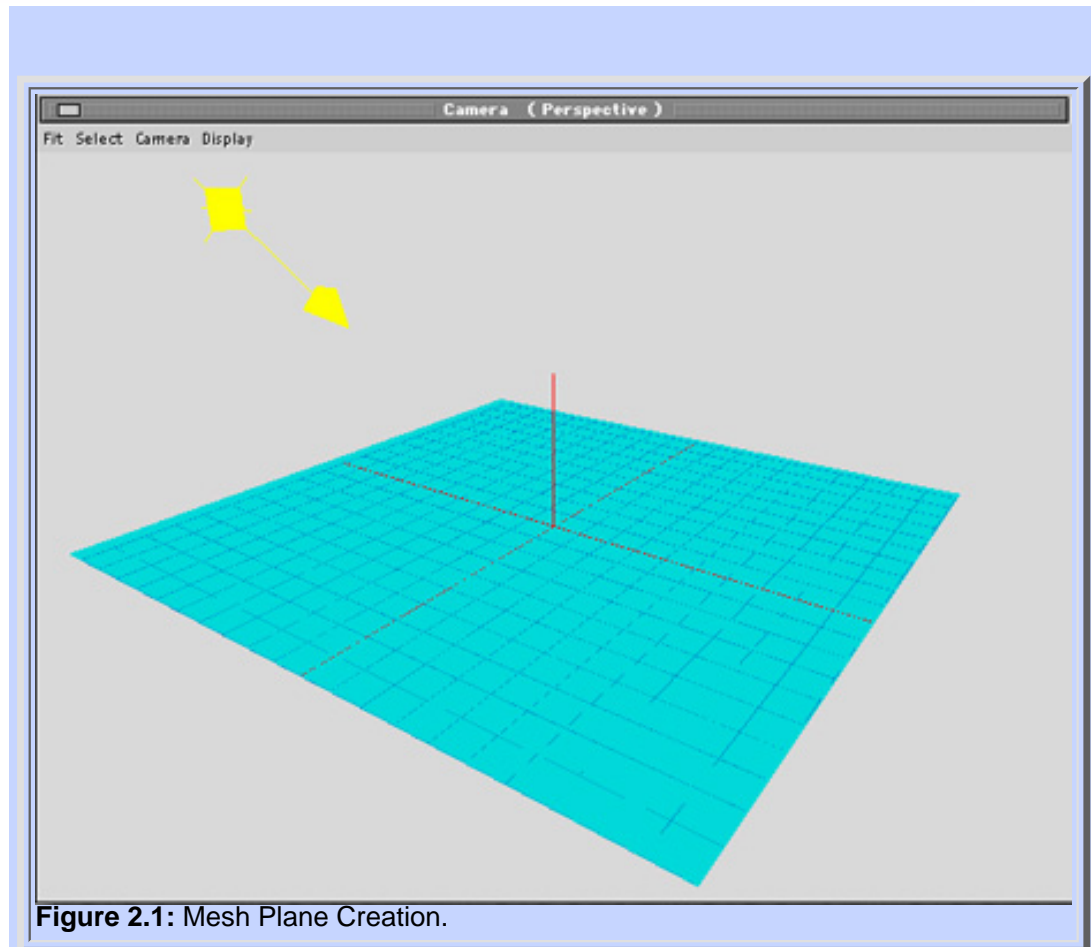 Camera (Perspective)
Fit Select Camera Display
Figure 2.1: Mesh Plane Creation.